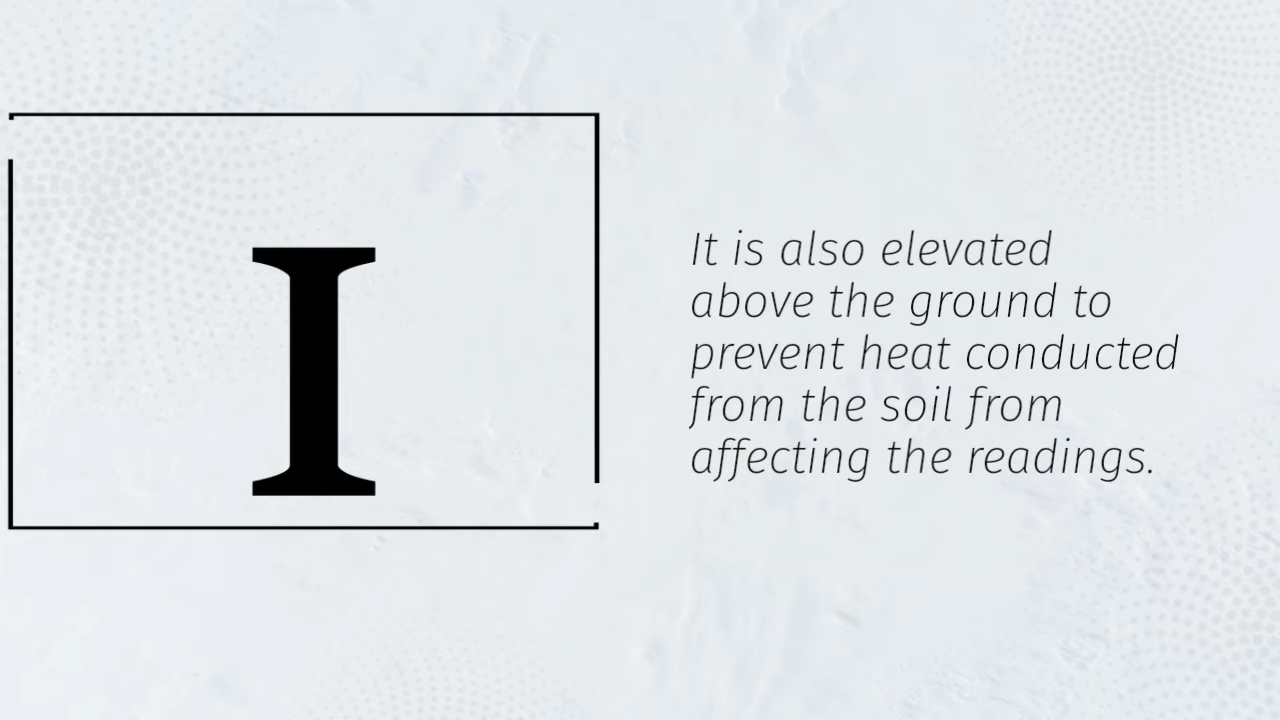 I
It is also elevated
above the ground to
prevent heat conducted
from the soil from
affecting the readings.